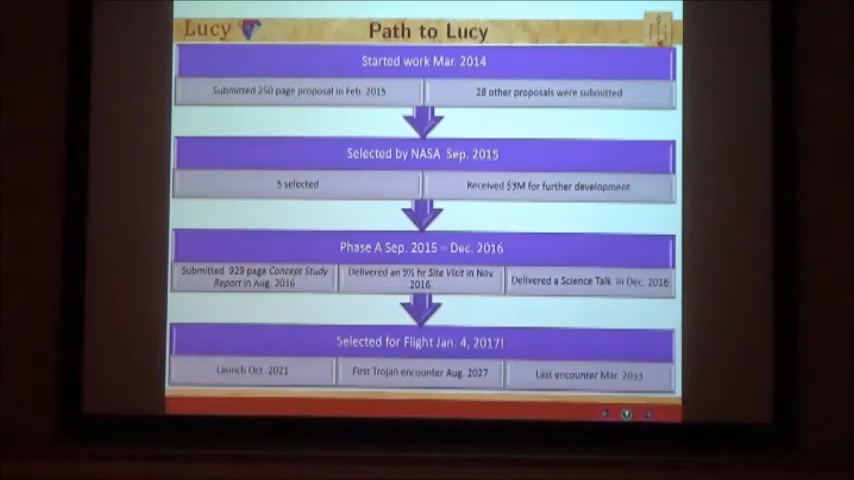 Lucy
Path to Lucy
Started work Mar. 2014
Submitted 250 page proposal in Feb. 2015
28 other proposals were submitted
Selected by NASA Sep. 2015
5 selected
Received $3M for further development
Phase A Sep. 2015 – Dec. 2016
Submitted 929 page Concept Study
Report in Aug. 2016
Delivered an 9½ hr Site Visit in Nov
2016.
Delivered a Science Talk in Dec. 2016
Selected for Flight Jan. 4, 2017!
Launch Oct. 2021
First Trojan encounter Aug. 2027
Last encounter Mar. 2033